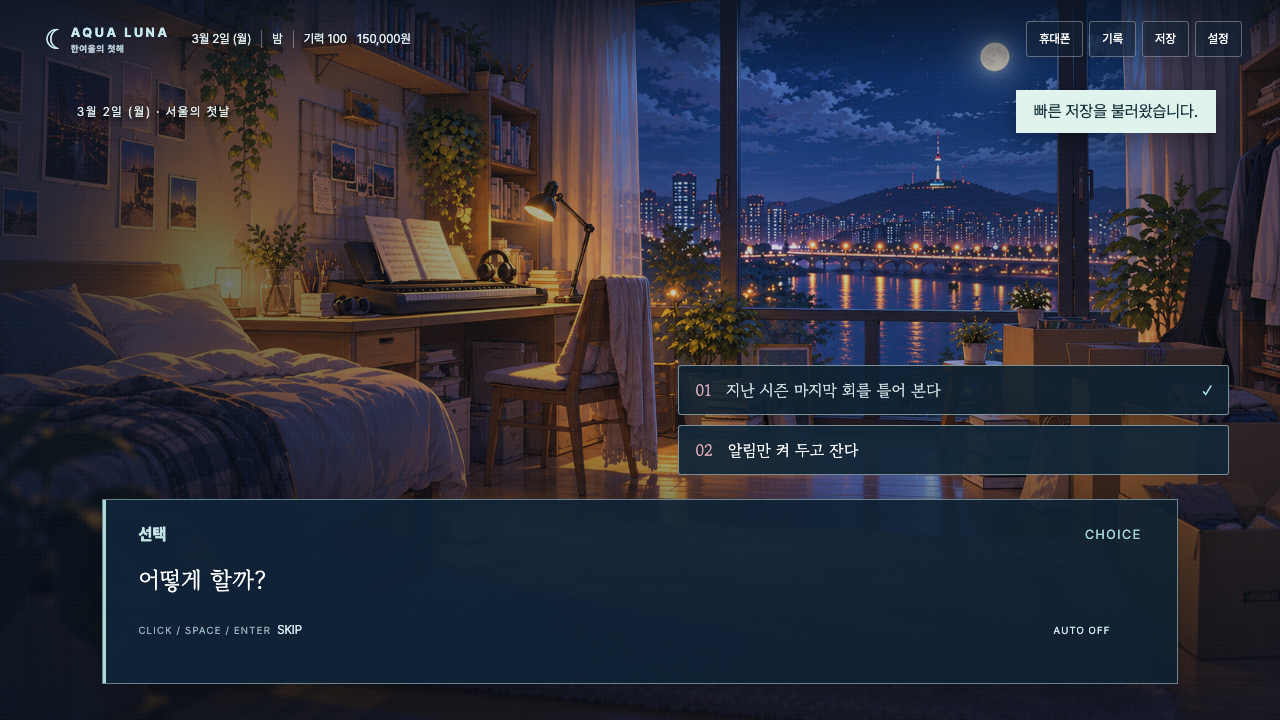 AQUA LUNA
한여울의 첫해
3월 2일 (월) 밤 기력 100 150,000원
휴대폰 기록 저장 설정
3월 2일 (월) · 서울의 첫날
빠른 저장을 불러왔습니다.
01 지난 시즌 마지막 회를 틀어 본다 ✓
02 알림만 켜 두고 잔다
선택
CHOICE
어떻게 할까?
CLICK / SPACE / ENTER SKIP
AUTO OFF